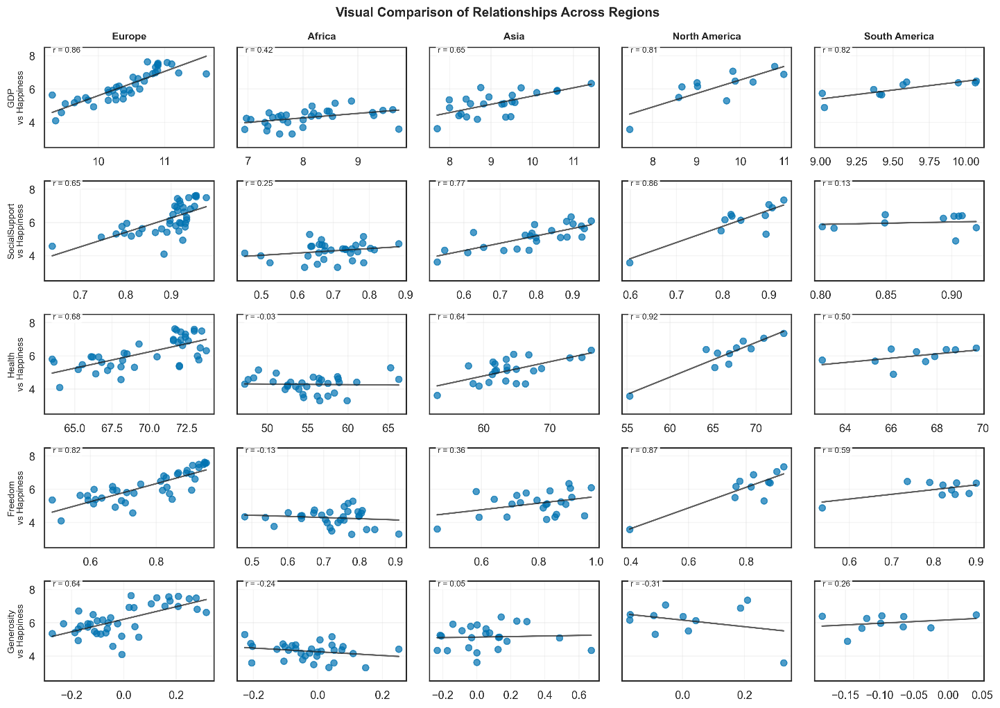 Visual Comparison of Relationships Across Regions
Europe Africa Asia North America South America
GDP
vs Happiness
r = 0.86 r = 0.42 r = 0.65 r = 0.81 r = 0.82
8
6
4
10 11 7 8 9 8 9 10 11 8 9 10 11 9.00 9.25 9.50 9.75 10.00
SocialSupport
vs Happiness
r = 0.65 r = 0.25 r = 0.77 r = 0.86 r = 0.13
8
6
4
0.7 0.8 0.9 0.5 0.6 0.7 0.8 0.9 0.6 0.7 0.8 0.9 0.6 0.7 0.8 0.9 0.80 0.85 0.90
Health
vs Happiness
r = 0.68 r = -0.03 r = 0.64 r = 0.92 r = 0.50
8
6
4
65.0 67.5 70.0 72.5 50 55 60 65 60 70 55 60 65 70 64 66 68 70
Freedom
vs Happiness
r = 0.82 r = -0.13 r = 0.36 r = 0.87 r = 0.59
8
6
4
0.6 0.8 0.5 0.6 0.7 0.8 0.9 0.6 0.8 1.0 0.4 0.6 0.8 0.6 0.7 0.8 0.9
Generosity
vs Happiness
r = 0.64 r = -0.24 r = 0.05 r = -0.31 r = 0.26
8
6
4
−0.2 0.0 0.2 −0.2 0.0 0.2 −0.2 0.0 0.2 0.4 0.6 0.0 0.2 −0.15 −0.10 −0.05 0.00 0.05